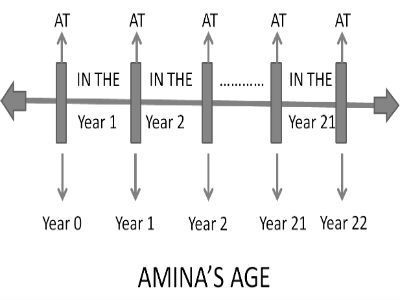 AT AT AT AT AT
IN THE IN THE ............ IN THE
Year 1 Year 2 Year 21
Year 0 Year 1 Year 2 Year 21 Year 22
AMINA'S AGE